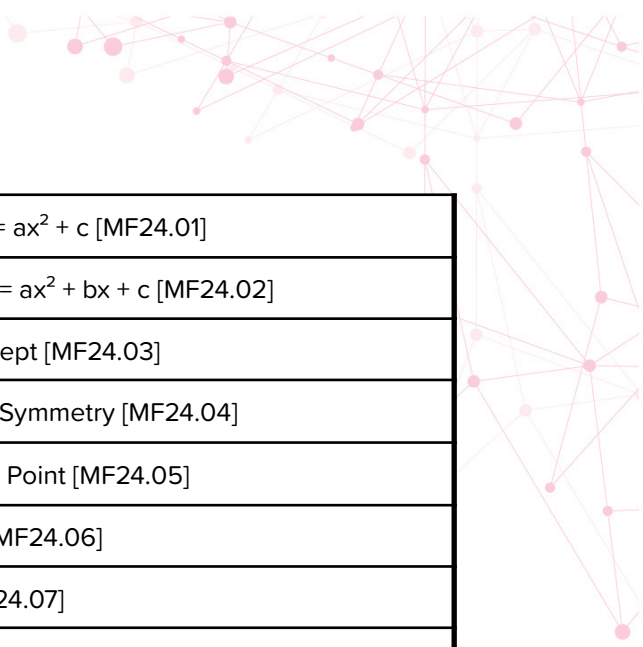 = ax² + c [MF24.01]
= ax² + bx + c [MF24.02]
ept [MF24.03]
Symmetry [MF24.04]
Point [MF24.05]
MF24.06]
24.07]